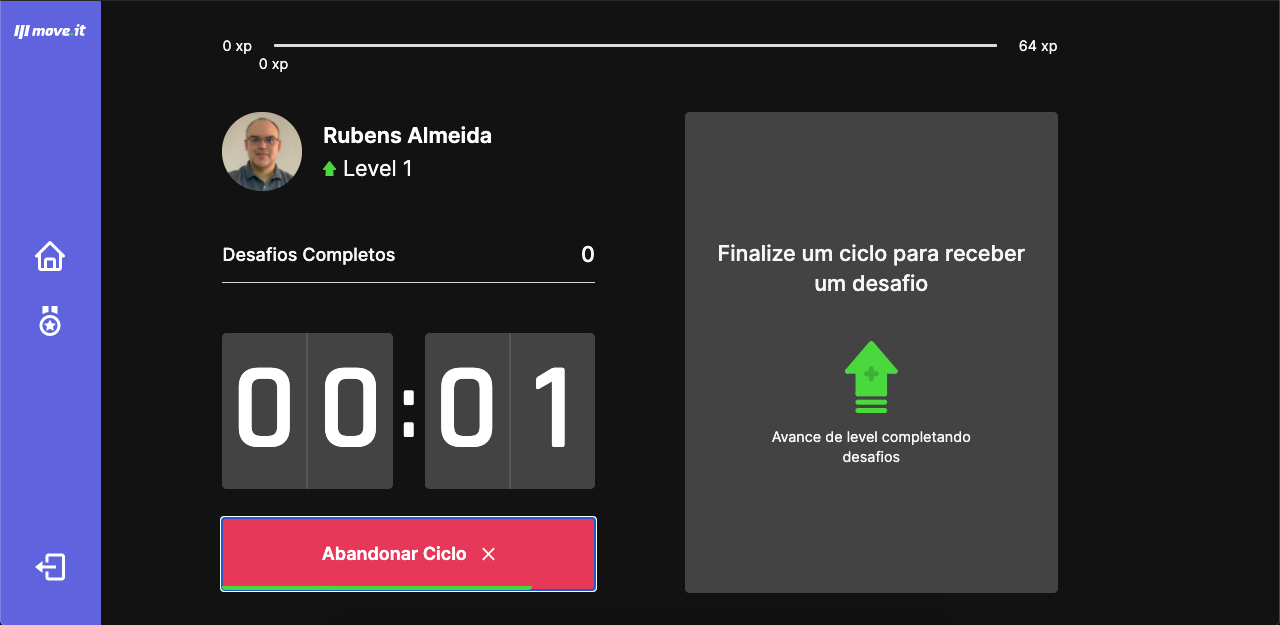 move.it
0 xp
64 xp
0 xp
Rubens Almeida
Level 1
Desafios Completos
0
00:01
Abandonar Ciclo
Finalize um ciclo para receber
um desafio
Avance de level completando
desafios